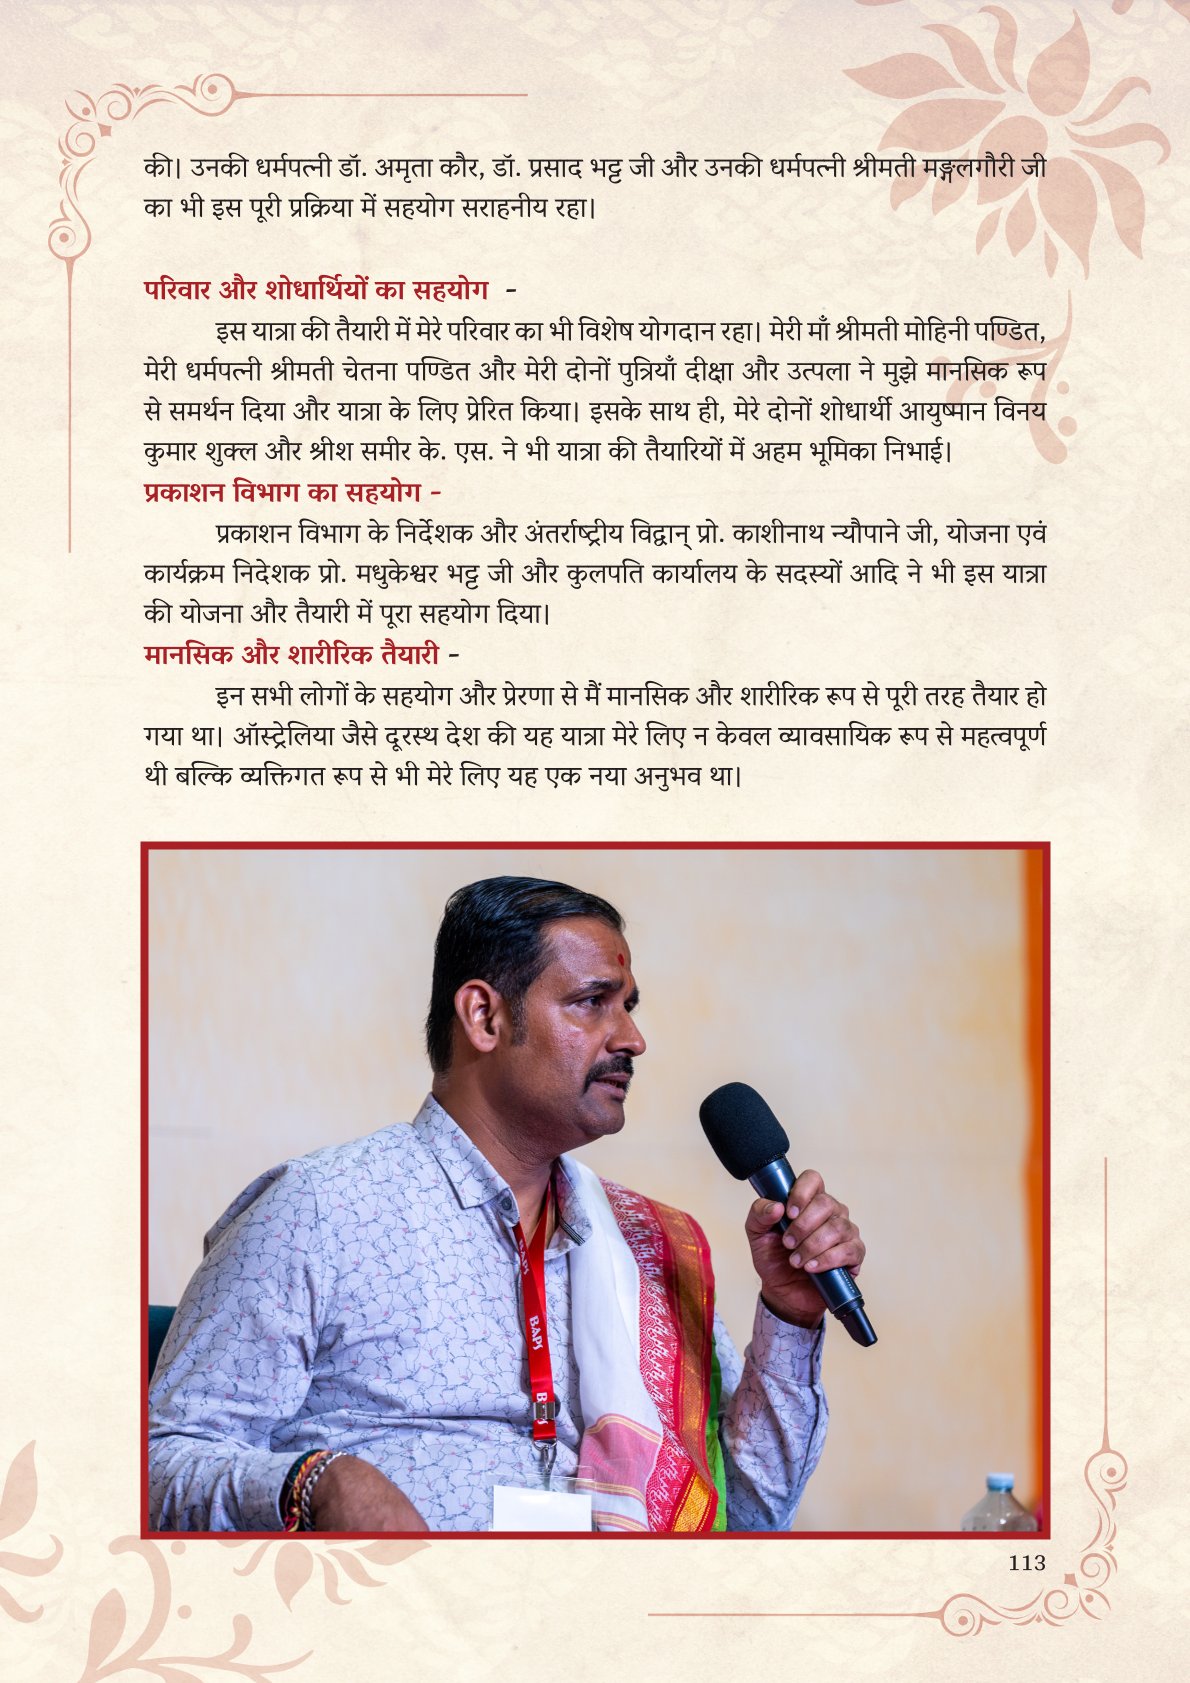 की। उनकी धर्मपत्नी डॉ. अमृता कौर, डॉ. प्रसाद भट्ट जी और उनकी धर्मपत्नी श्रीमती मङ्गलगौरी जी
का भी इस पूरी प्रक्रिया में सहयोग सराहनीय रहा।
परिवार और शोधार्थियों का सहयोग -
इस यात्रा की तैयारी में मेरे परिवार का भी विशेष योगदान रहा। मेरी माँ श्रीमती मोहिनी पण्डित,
मेरी धर्मपत्नी श्रीमती चेतना पण्डित और मेरी दोनों पुत्रियाँ दीक्षा और उत्पला ने मुझे मानसिक रूप
से समर्थन दिया और यात्रा के लिए प्रेरित किया। इसके साथ ही, मेरे दोनों शोधार्थी आयुष्मान विनय
कुमार शुक्ल और श्रीश समीर के. एस. ने भी यात्रा की तैयारियों में अहम भूमिका निभाई।
प्रकाशन विभाग का सहयोग -
प्रकाशन विभाग के निर्देशक और अंतर्राष्ट्रीय विद्वान् प्रो. काशीनाथ न्यौपाने जी, योजना एवं
कार्यक्रम निदेशक प्रो. मधुकेश्वर भट्ट जी और कुलपति कार्यालय के सदस्यों आदि ने भी इस यात्रा
की योजना और तैयारी में पूरा सहयोग दिया।
मानसिक और शारीरिक तैयारी -
इन सभी लोगों के सहयोग और प्रेरणा से मैं मानसिक और शारीरिक रूप से पूरी तरह तैयार हो
गया था। ऑस्ट्रेलिया जैसे दूरस्थ देश की यह यात्रा मेरे लिए न केवल व्यावसायिक रूप से महत्वपूर्ण
थी बल्कि व्यक्तिगत रूप से भी मेरे लिए यह एक नया अनुभव था।
BAPS
BAPS
BAPS
113